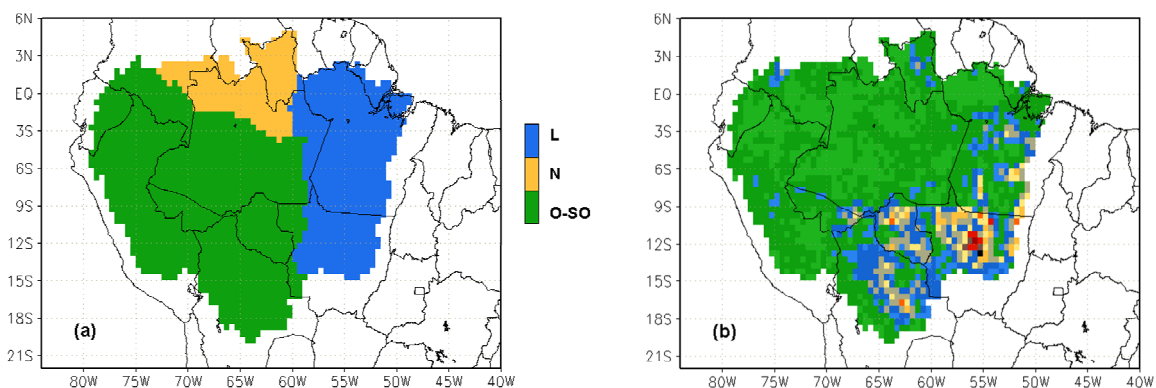 6N
3N
EQ
3S
6S
9S
12S
15S
18S
21S
80W 75W 70W 65W 60W 55W 50W 45W 40W
(a)
L
N
O-SO
6N
3N
EQ
3S
6S
9S
12S
15S
18S
21S
80W 75W 70W 65W 60W 55W 50W 45W 40W
(b)